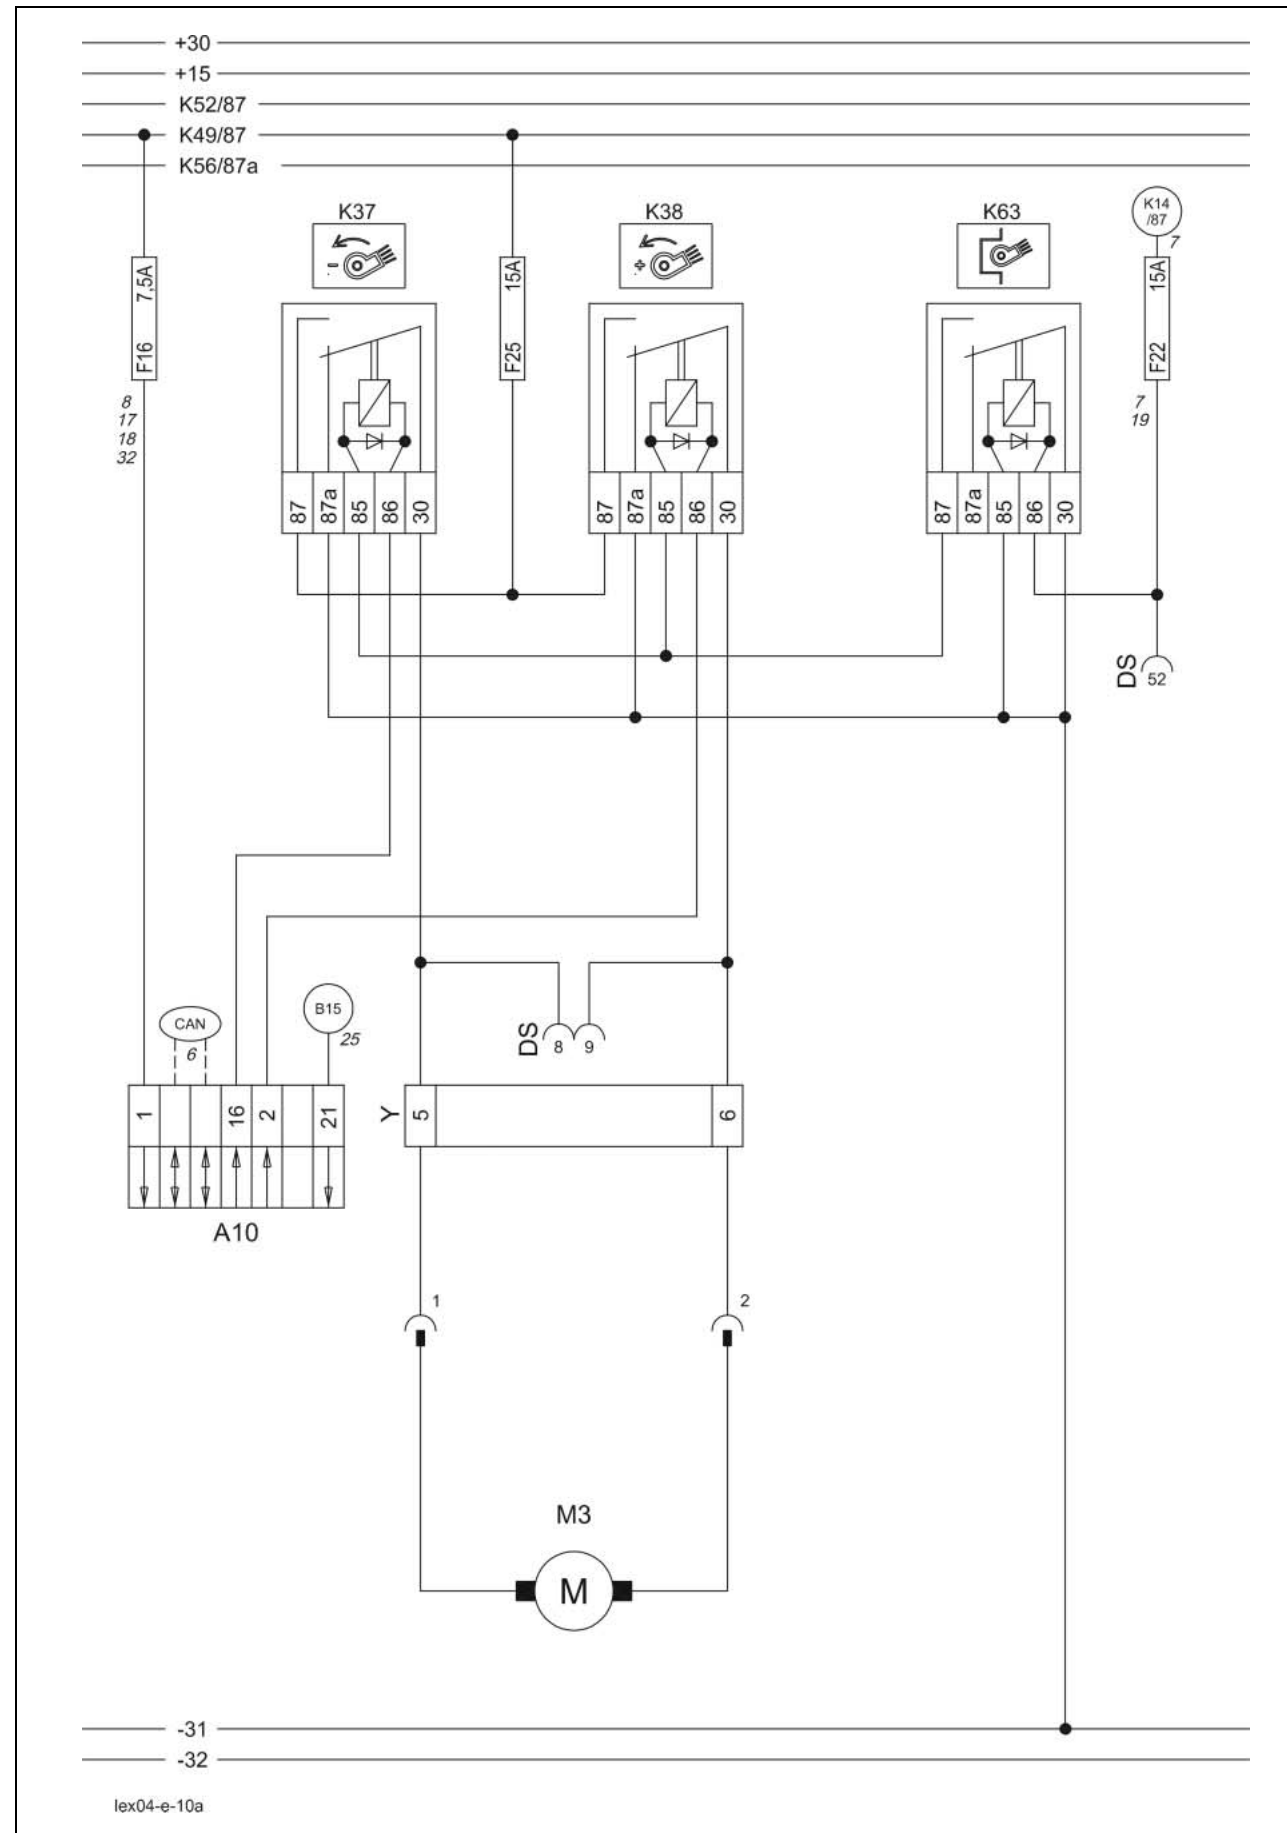 +30
+15
K52/87
K49/87
K56/87a
K37
K38
K63
K14
/87
7
7,5A
F16
15A
F25
15A
F22
8
17
18
32
7
19
87 87a 85 86 30
87 87a 85 86 30
87 87a 85 86 30
DS
52
CAN
6
B15
25
DS
8 9
1 16 2 21
A10
Y
5 6
1
2
M3
M
-31
-32
lex04-e-10a